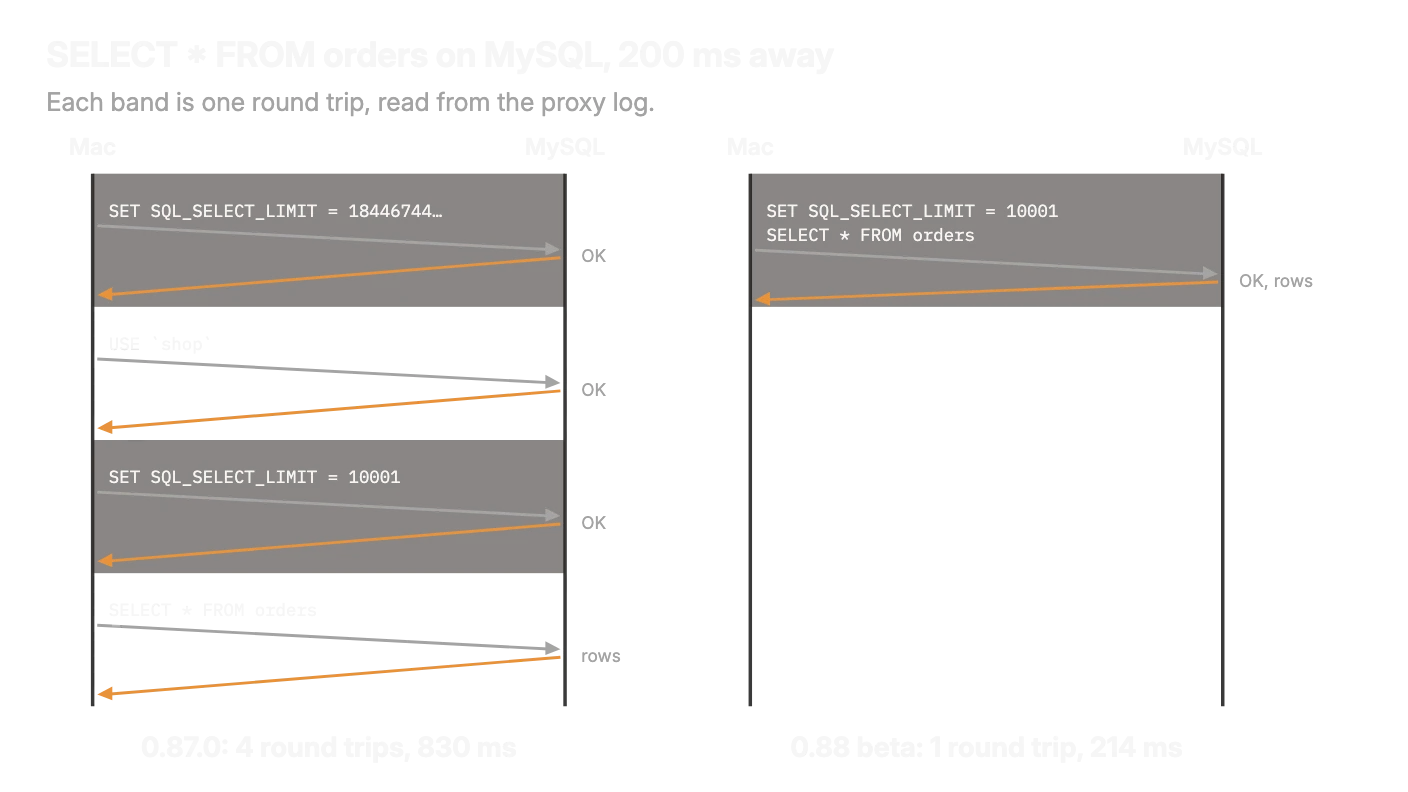 SELECT * FROM orders on MySQL, 200 ms away
Each band is one round trip, read from the proxy log.
Mac
MySQL
SET SQL_SELECT_LIMIT = 18446744…
OK
USE `shop`
OK
SET SQL_SELECT_LIMIT = 10001
OK
SELECT * FROM orders
rows
0.87.0: 4 round trips, 830 ms
Mac
MySQL
SET SQL_SELECT_LIMIT = 10001
SELECT * FROM orders
OK, rows
0.88 beta: 1 round trip, 214 ms